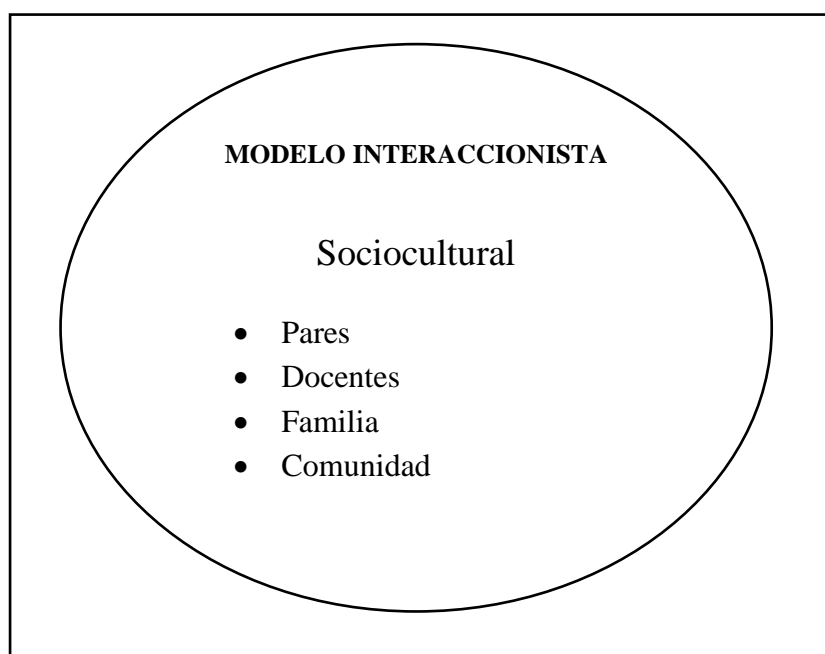 MODELO INTERACCIONISTA
Sociocultural
• Pares
• Docentes
• Familia
• Comunidad